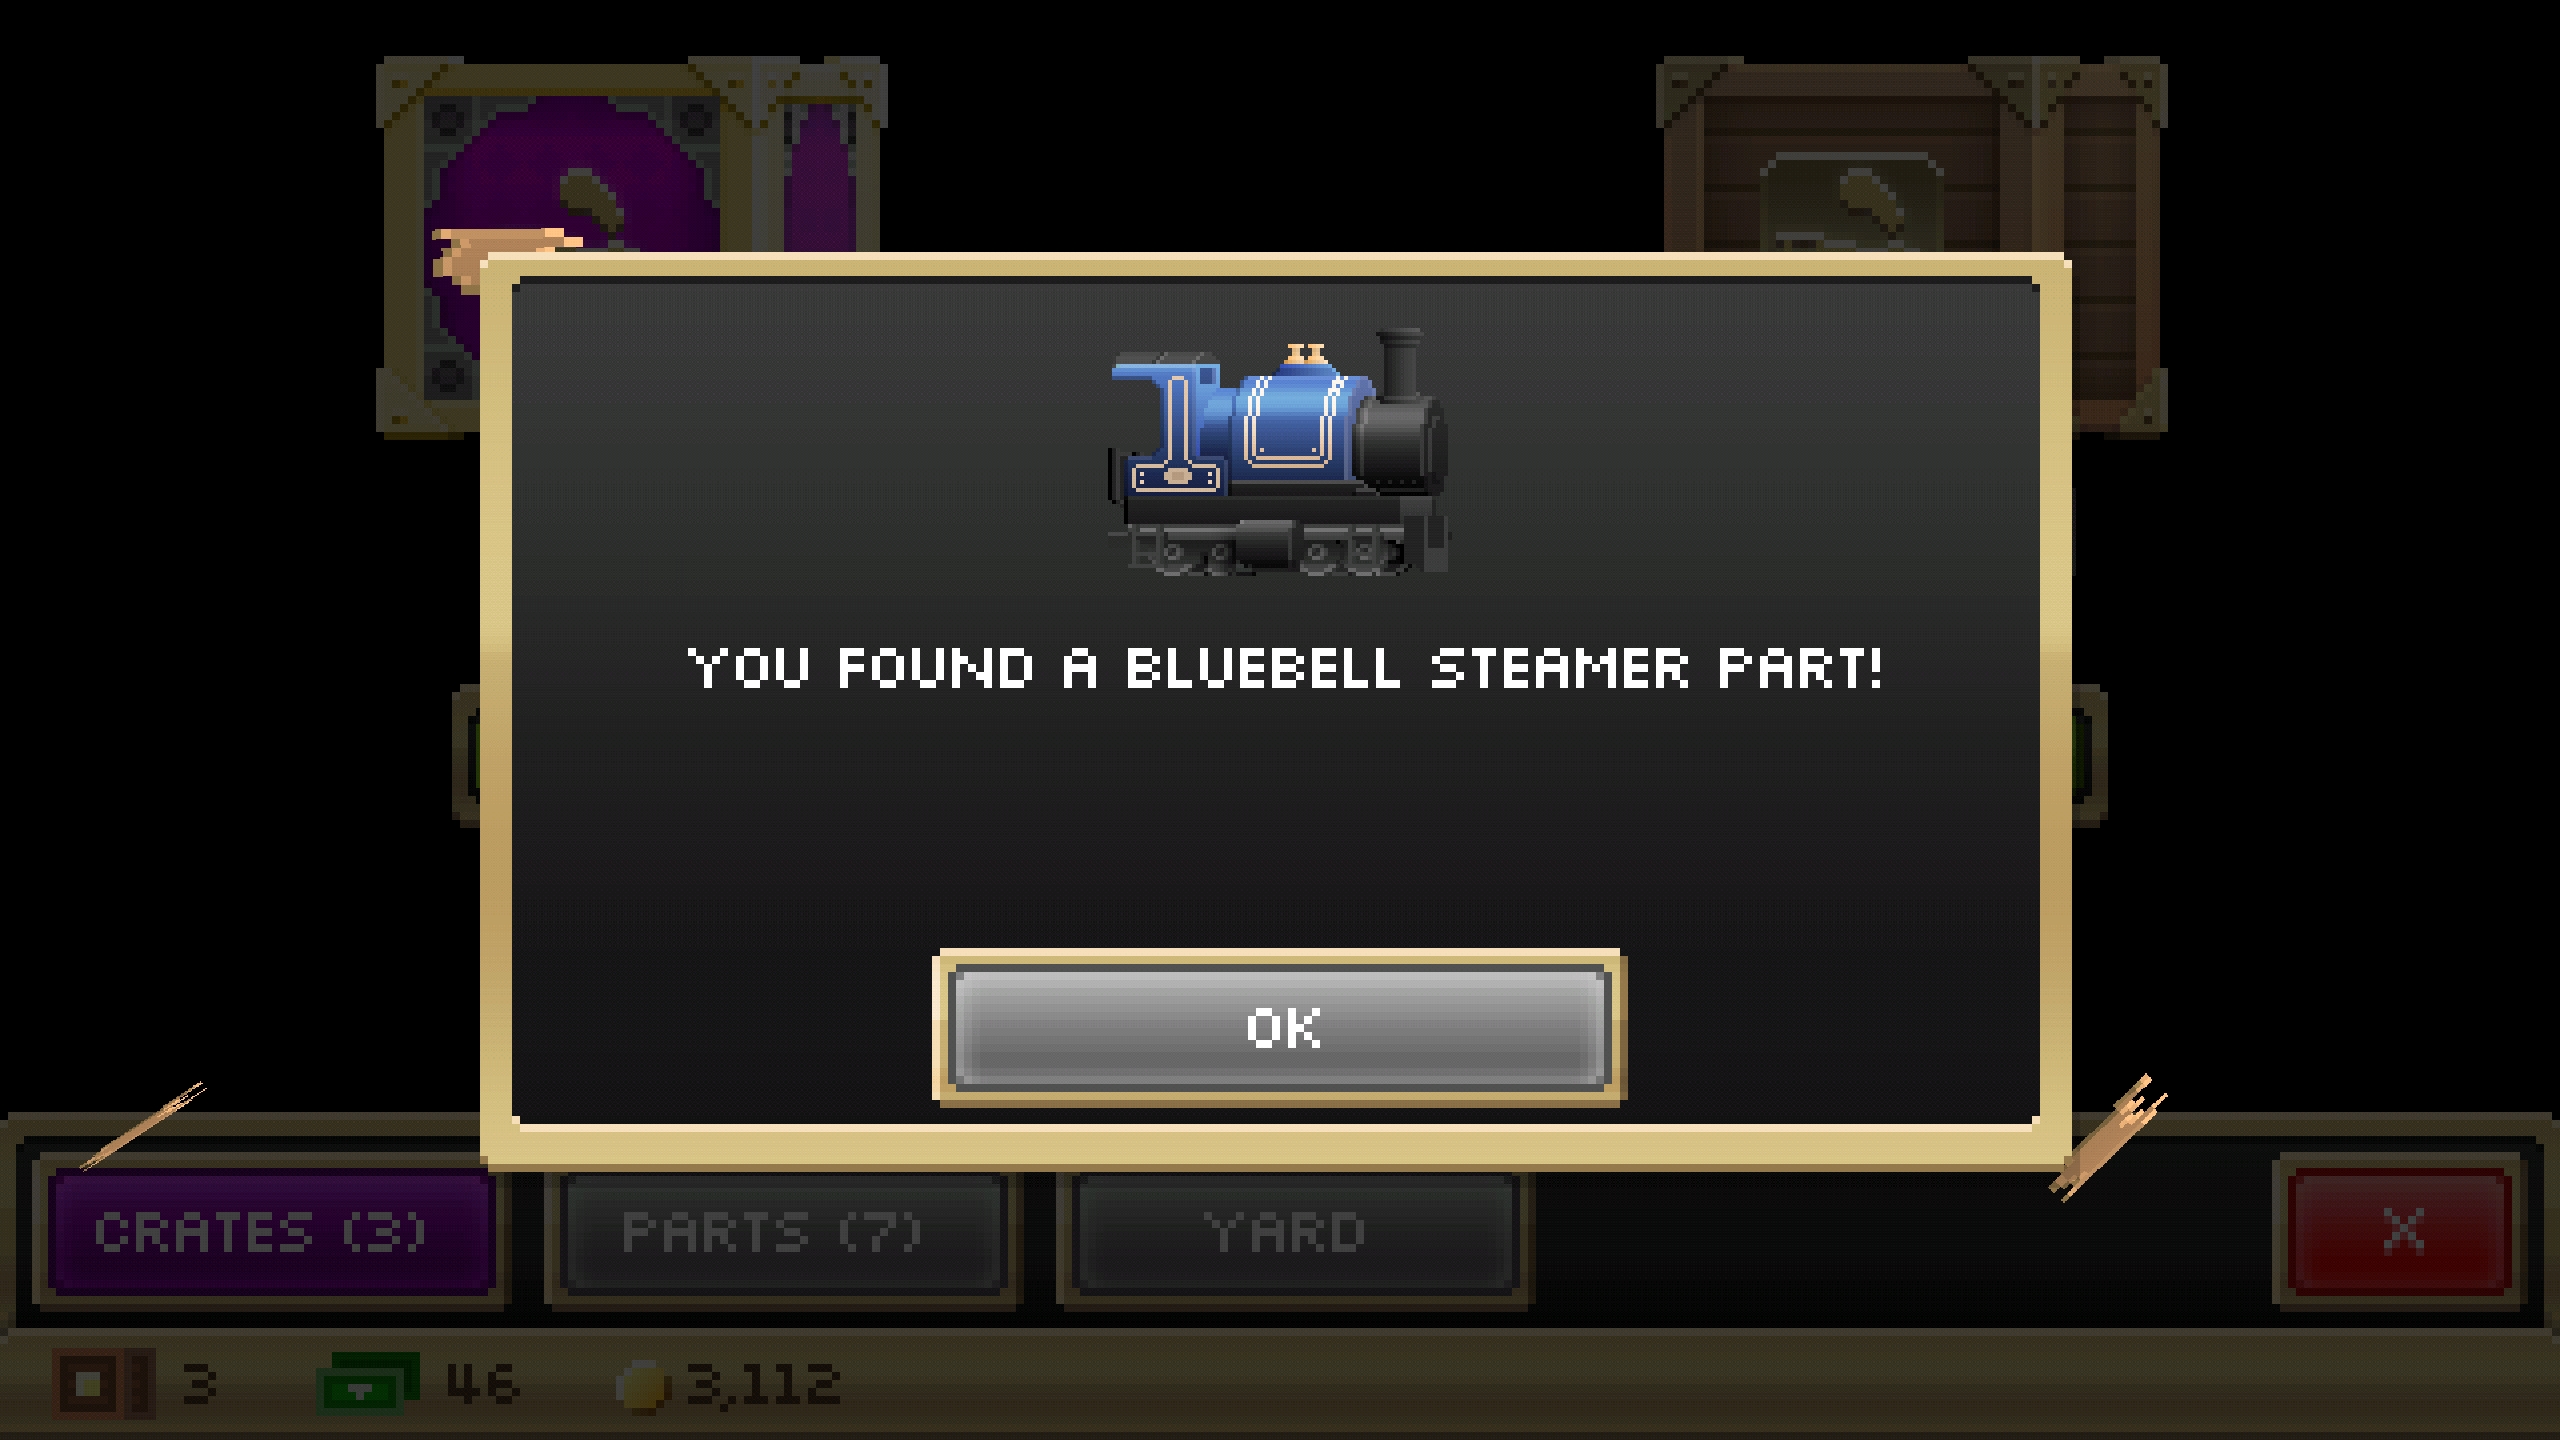 YOU FOUND A BLUEBELL STEAMER PART!
OK
CRATES (3)
PARTS (7)
YARD
X
3
46
3,112